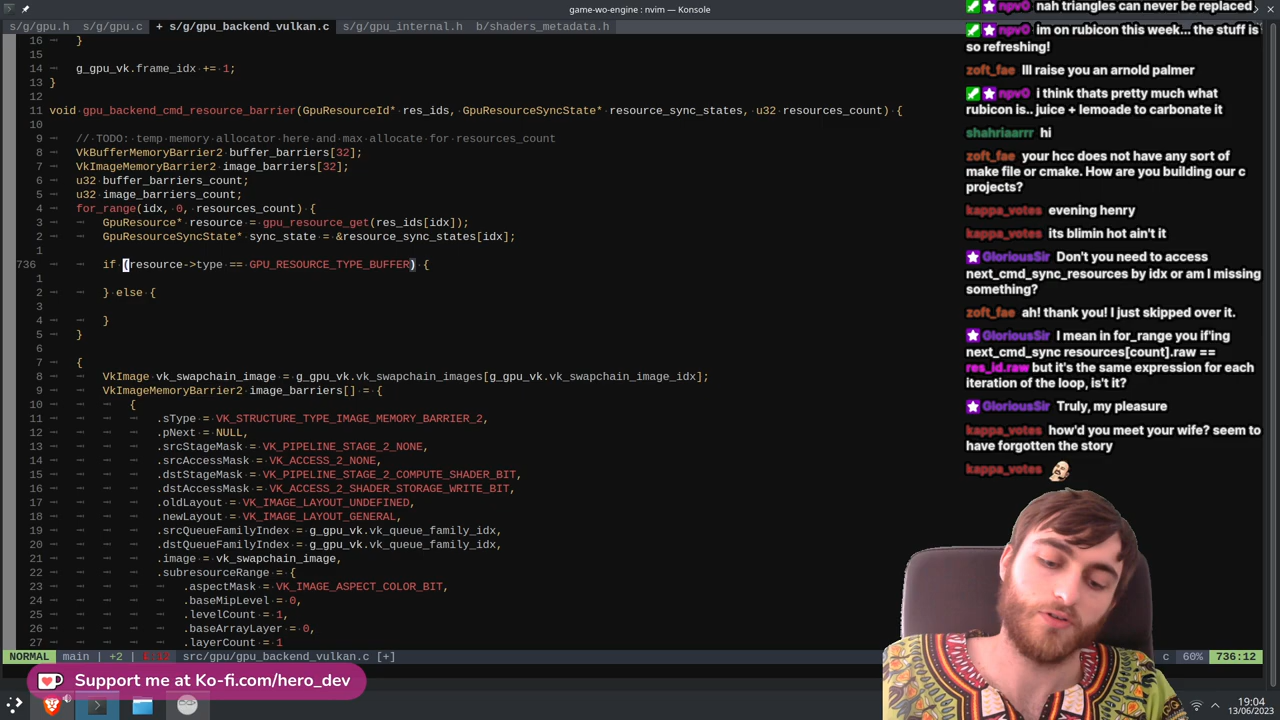 game-wo-engine : nvim — Konsole
s/g/gpu.h s/g/gpu.c + s/g/gpu_backend_vulkan.c s/g/gpu_internal.h b/shaders_metadata.h
16 }
15
14 g_gpu_vk.frame_idx += 1;
13 }
12
11 void gpu_backend_cmd_resource_barrier(GpuResourceId* res_ids, GpuResourceSyncState* resource_sync_states, u32 resources_count) {
10
9 // TODO: temp memory allocator here and max allocate for resources_count
8 VkBufferMemoryBarrier2 buffer_barriers[32];
7 VkImageMemoryBarrier2 image_barriers[32];
6 u32 buffer_barriers_count;
5 u32 image_barriers_count;
4 for_range(idx, 0, resources_count) {
3 GpuResource* resource = gpu_resource_get(res_ids[idx]);
2 GpuResourceSyncState* sync_state = &resource_sync_states[idx];
1
736 if (resource->type == GPU_RESOURCE_TYPE_BUFFER) {
1
2 } else {
3
4 }
5 }
6
7 {
8 VkImage vk_swapchain_image = g_gpu_vk.vk_swapchain_images[g_gpu_vk.vk_swapchain_image_idx];
9 VkImageMemoryBarrier2 image_barriers[] = {
10 {
11 .sType = VK_STRUCTURE_TYPE_IMAGE_MEMORY_BARRIER_2,
12 .pNext = NULL,
13 .srcStageMask = VK_PIPELINE_STAGE_2_NONE,
14 .srcAccessMask = VK_ACCESS_2_NONE,
15 .dstStageMask = VK_PIPELINE_STAGE_2_COMPUTE_SHADER_BIT,
16 .dstAccessMask = VK_ACCESS_2_SHADER_STORAGE_WRITE_BIT,
17 .oldLayout = VK_IMAGE_LAYOUT_UNDEFINED,
18 .newLayout = VK_IMAGE_LAYOUT_GENERAL,
19 .srcQueueFamilyIndex = g_gpu_vk.vk_queue_family_idx,
20 .dstQueueFamilyIndex = g_gpu_vk.vk_queue_family_idx,
21 .image = vk_swapchain_image,
22 .subresourceRange = {
23 .aspectMask = VK_IMAGE_ASPECT_COLOR_BIT,
24 .baseMipLevel = 0,
25 .levelCount = 1,
26 .baseArrayLayer = 0,
27 .layerCount = 1
NORMAL main | +2 | src/gpu/gpu_backend_vulkan.c [+] c 60% 736:12
Support me at Ko-fi.com/hero_dev
npv0 nah triangles can never be replaced
npv0 im on rubicon this week... the stuff is
so refreshing!
zoft_fae Ill raise you an arnold palmer
npv0 i think thats pretty much what
rubicon is.. juice + lemoade to carbonate it
shahriaarrr hi
zoft_fae your hcc does not have any sort of
make file or cmake. How are you building our c
projects?
kappa_votes evening henry
kappa_votes its blimin hot ain't it
GloriousSir Don't you need to access
next_cmd_sync_resources by idx or am I missing
something?
zoft_fae ah! thank you! I just skipped over it.
GloriousSir I mean in for_range you if'ing
next_cmd_sync resources[count].raw ==
res_id.raw but it's the same expression for each
iteration of the loop, is't it?
GloriousSir Truly, my pleasure
kappa_votes how'd you meet your wife? seem to
have forgotten the story
kappa_votes
19:04
13/06/2023